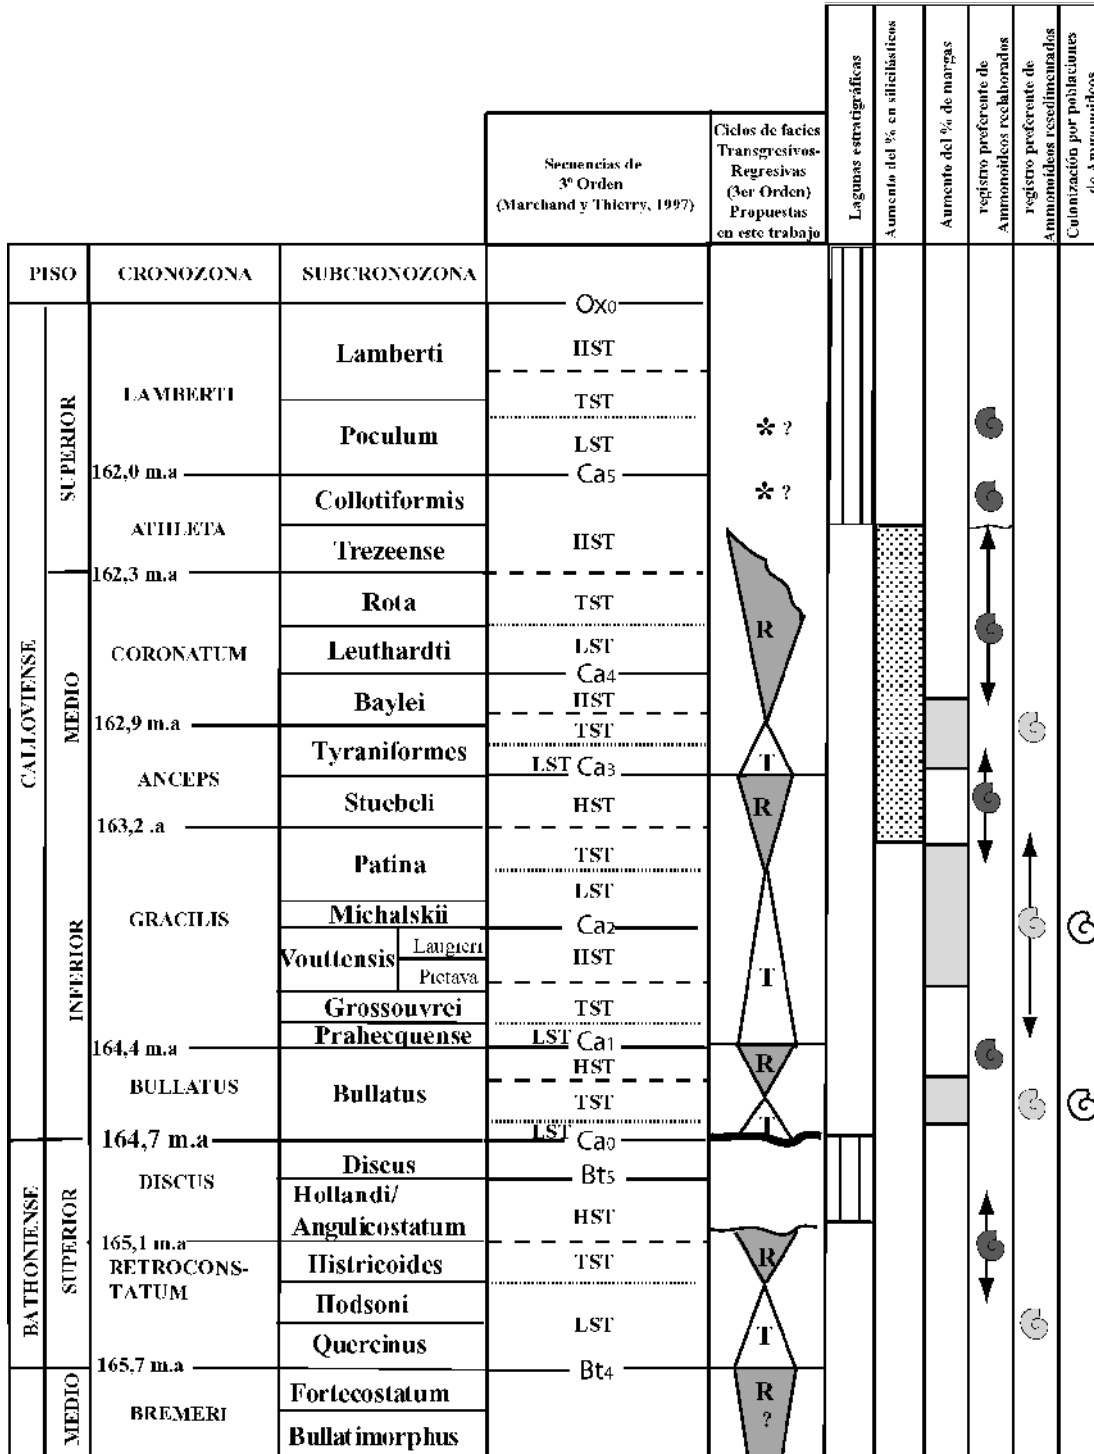 Lagunas estratigráficas
Aumento del % en silicilásticos
Aumento del % de margas
registro preferente de
Ammonoideos reelaborados
registro preferente de
Ammonoideos resedimentados
Colonización por poblaciones
de Ammonoideos
Secuencias de
3º Orden
(Marchand y Thierry, 1997)
Ciclos de facies
Transgresivos-
Regresivas
(3er Orden)
Propuestas
en este trabajo
PISO
CRONOZONA
SUBCRONOZONA
CALLOVIENSE
BATHONIENSE
SUPERIOR
MEDIO
INFERIOR
SUPERIOR
MEDIO
LAMBERTI
162,0 m.a
ATHLETA
162,3 m.a
CORONATUM
162,9 m.a
ANCEPS
163,2 .a
GRACILIS
164,4 m.a
BULLATUS
164,7 m.a
DISCUS
165,1 m.a
RETROCONS-
TATUM
165,7 m.a
BREMERI
Lamberti
Poculum
Collotiformis
Trezeense
Rota
Leuthardti
Baylei
Tyraniformes
Stuebeli
Patina
Michalskii
Vouttensis
Laugieri
Pictava
Grossouvrei
Prahecquense
Bullatus
Discus
Hollandi/
Angulicostatum
Histricoides
Hodsoni
Quercinus
Fortecostatum
Bullatimorphus
Ox0
HST
TST
LST
Ca5
HST
TST
LST
Ca4
HST
TST
LST Ca3
HST
TST
LST
Ca2
HST
TST
LST Ca1
HST
TST
LST Ca0
Bt5
HST
TST
LST
Bt4
* ?
* ?
R
T
R
T
R
T
R
T
R
?